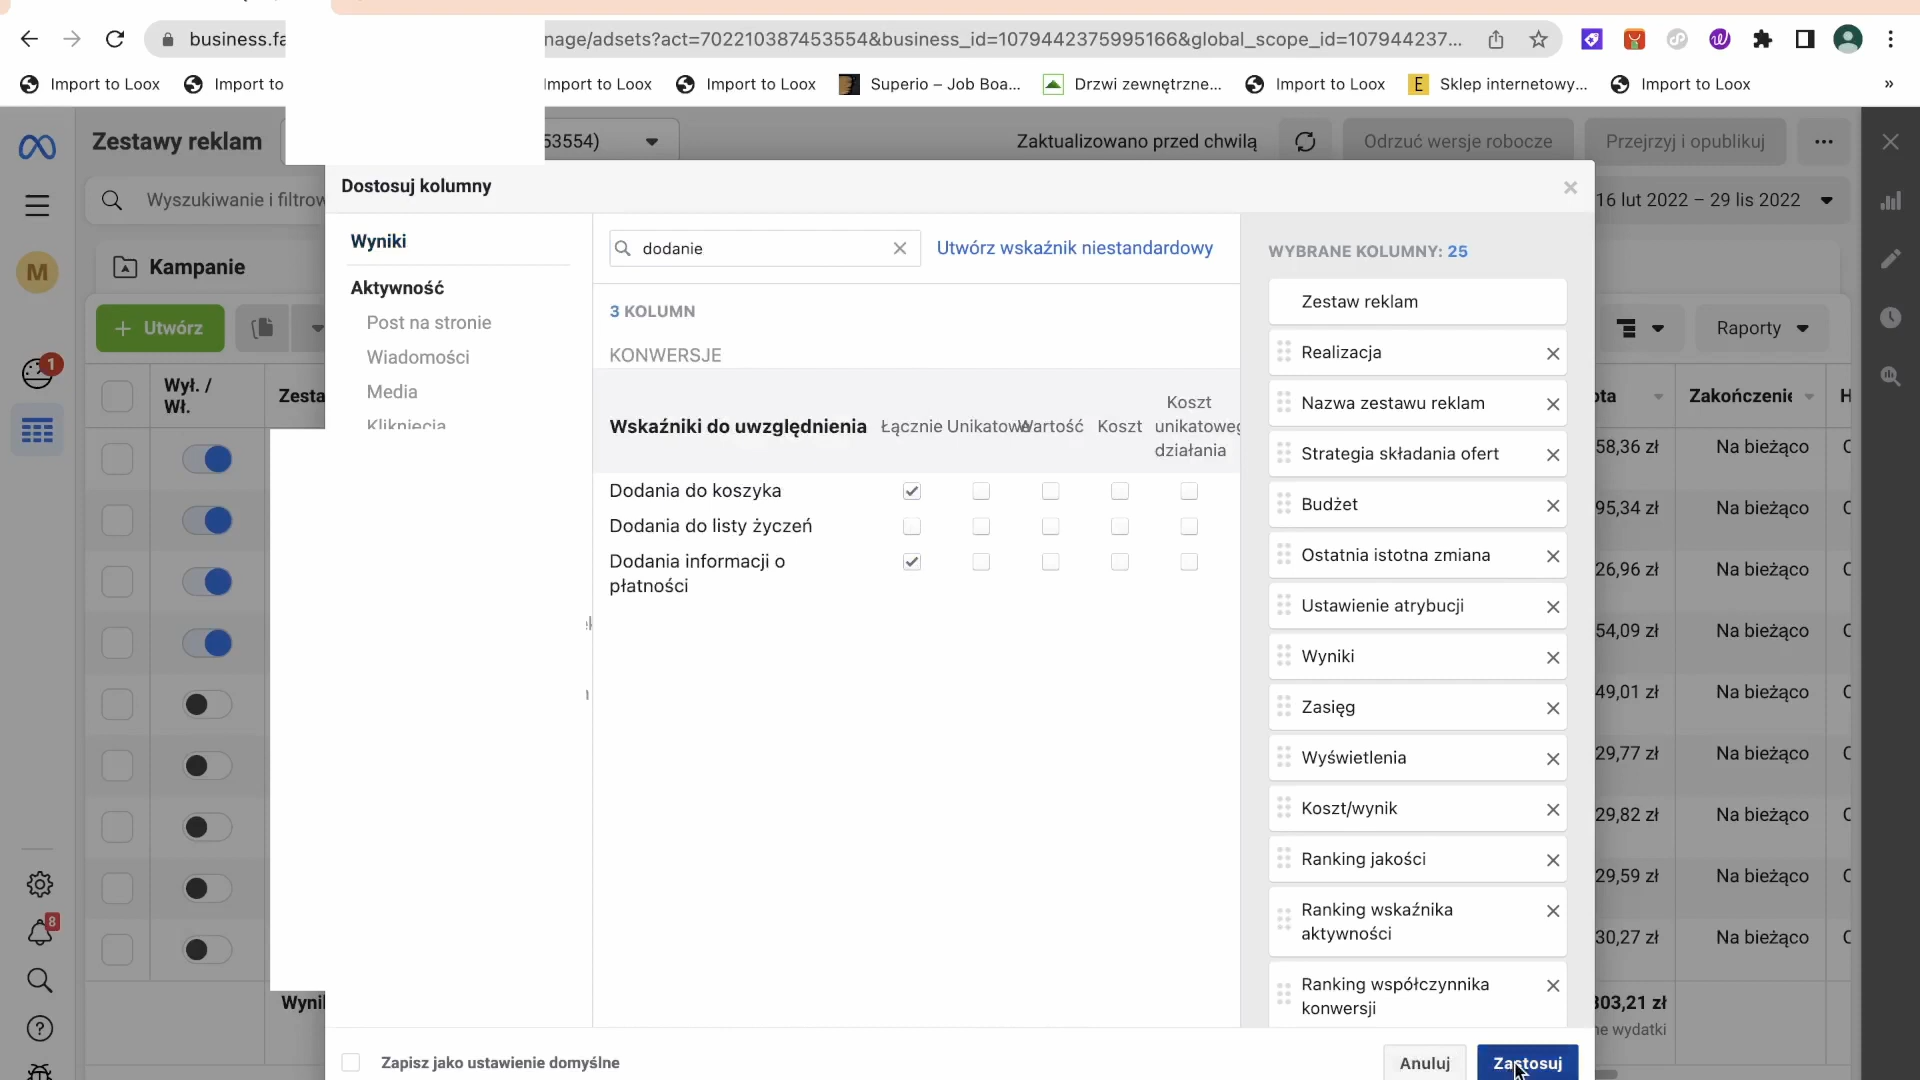 business.fa
nage/adsets?act=702210387453554&business_id=1079442375995166&global_scope_id=107944237...
Import to Loox
Import to
Import to Loox
Import to Loox
Superio – Job Boa...
Drzwi zewnętrzne...
Import to Loox
E
Sklep internetowy...
Import to Loox
»
Zestawy reklam
53554)
Zaktualizowano przed chwilą
Odrzuć wersje robocze
Przejrzyj i opublikuj
Wyszukiwanie i filtrow
16 lut 2022 – 29 lis 2022
M
Kampanie
+ Utwórz
Raporty
1
Wył. /
Wł.
Zesta
ota
Zakończenie
H
58,36 zł
Na bieżąco
95,34 zł
Na bieżąco
26,96 zł
Na bieżąco
54,09 zł
Na bieżąco
49,01 zł
Na bieżąco
29,77 zł
Na bieżąco
29,82 zł
Na bieżąco
29,59 zł
Na bieżąco
30,27 zł
Na bieżąco
8
Wynil
303,21 zł
ne wydatki
Dostosuj kolumny
Wyniki
Aktywność
Post na stronie
Wiadomości
Media
Kliknięcia
dodanie
Utwórz wskaźnik niestandardowy
3 KOLUMN
KONWERSJE
Wskaźniki do uwzględnienia
Łącznie
Unikatowe
Wartość
Koszt
Koszt
unikatoweg
działania
Dodania do koszyka
Dodania do listy życzeń
Dodania informacji o
płatności
WYBRANE KOLUMNY: 25
Zestaw reklam
Realizacja
Nazwa zestawu reklam
Strategia składania ofert
Budżet
Ostatnia istotna zmiana
Ustawienie atrybucji
Wyniki
Zasięg
Wyświetlenia
Koszt/wynik
Ranking jakości
Ranking wskaźnika
aktywności
Ranking współczynnika
konwersji
Zapisz jako ustawienie domyślne
Anuluj
Zastosuj